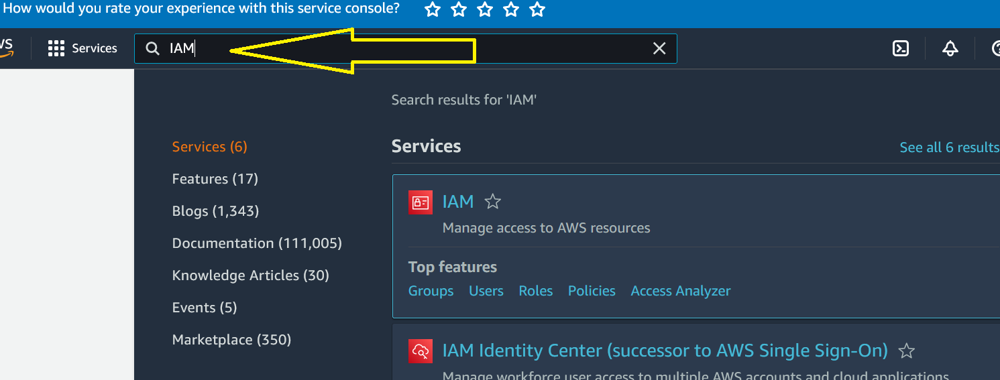 How would you rate your experience with this service console?
Services
IAM
Search results for 'IAM'
Services (6)
Features (17)
Blogs (1,343)
Documentation (111,005)
Knowledge Articles (30)
Events (5)
Marketplace (350)
Services
See all 6 results
IAM
Manage access to AWS resources
Top features
Groups Users Roles Policies Access Analyzer
IAM Identity Center (successor to AWS Single Sign-On)
Manage workforce user access to multiple AWS accounts and cloud applications